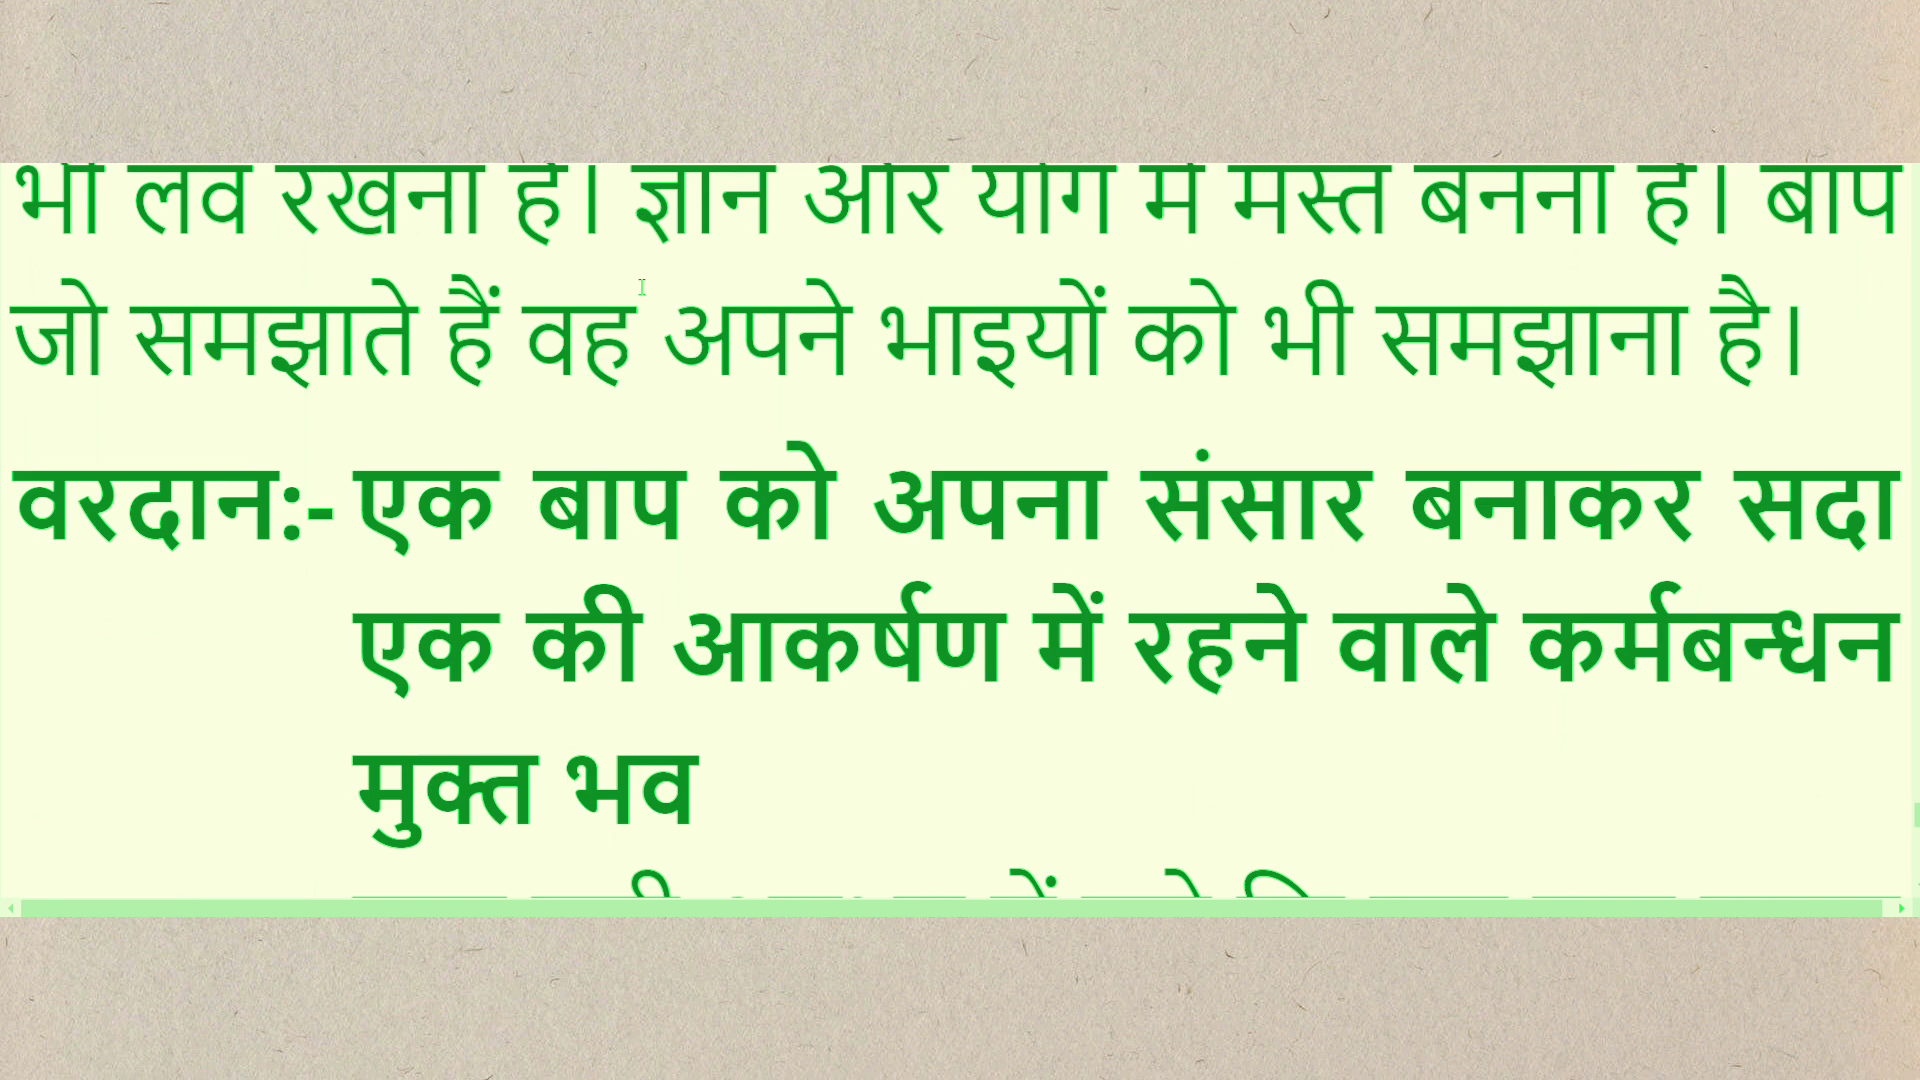 भी लव रखना है। ज्ञान और योग में मस्त बनना है। बाप
जो समझाते हैं वह अपने भाइयों को भी समझाना है।
वरदान:- एक बाप को अपना संसार बनाकर सदा
एक की आकर्षण में रहने वाले कर्मबन्धन
मुक्त भव